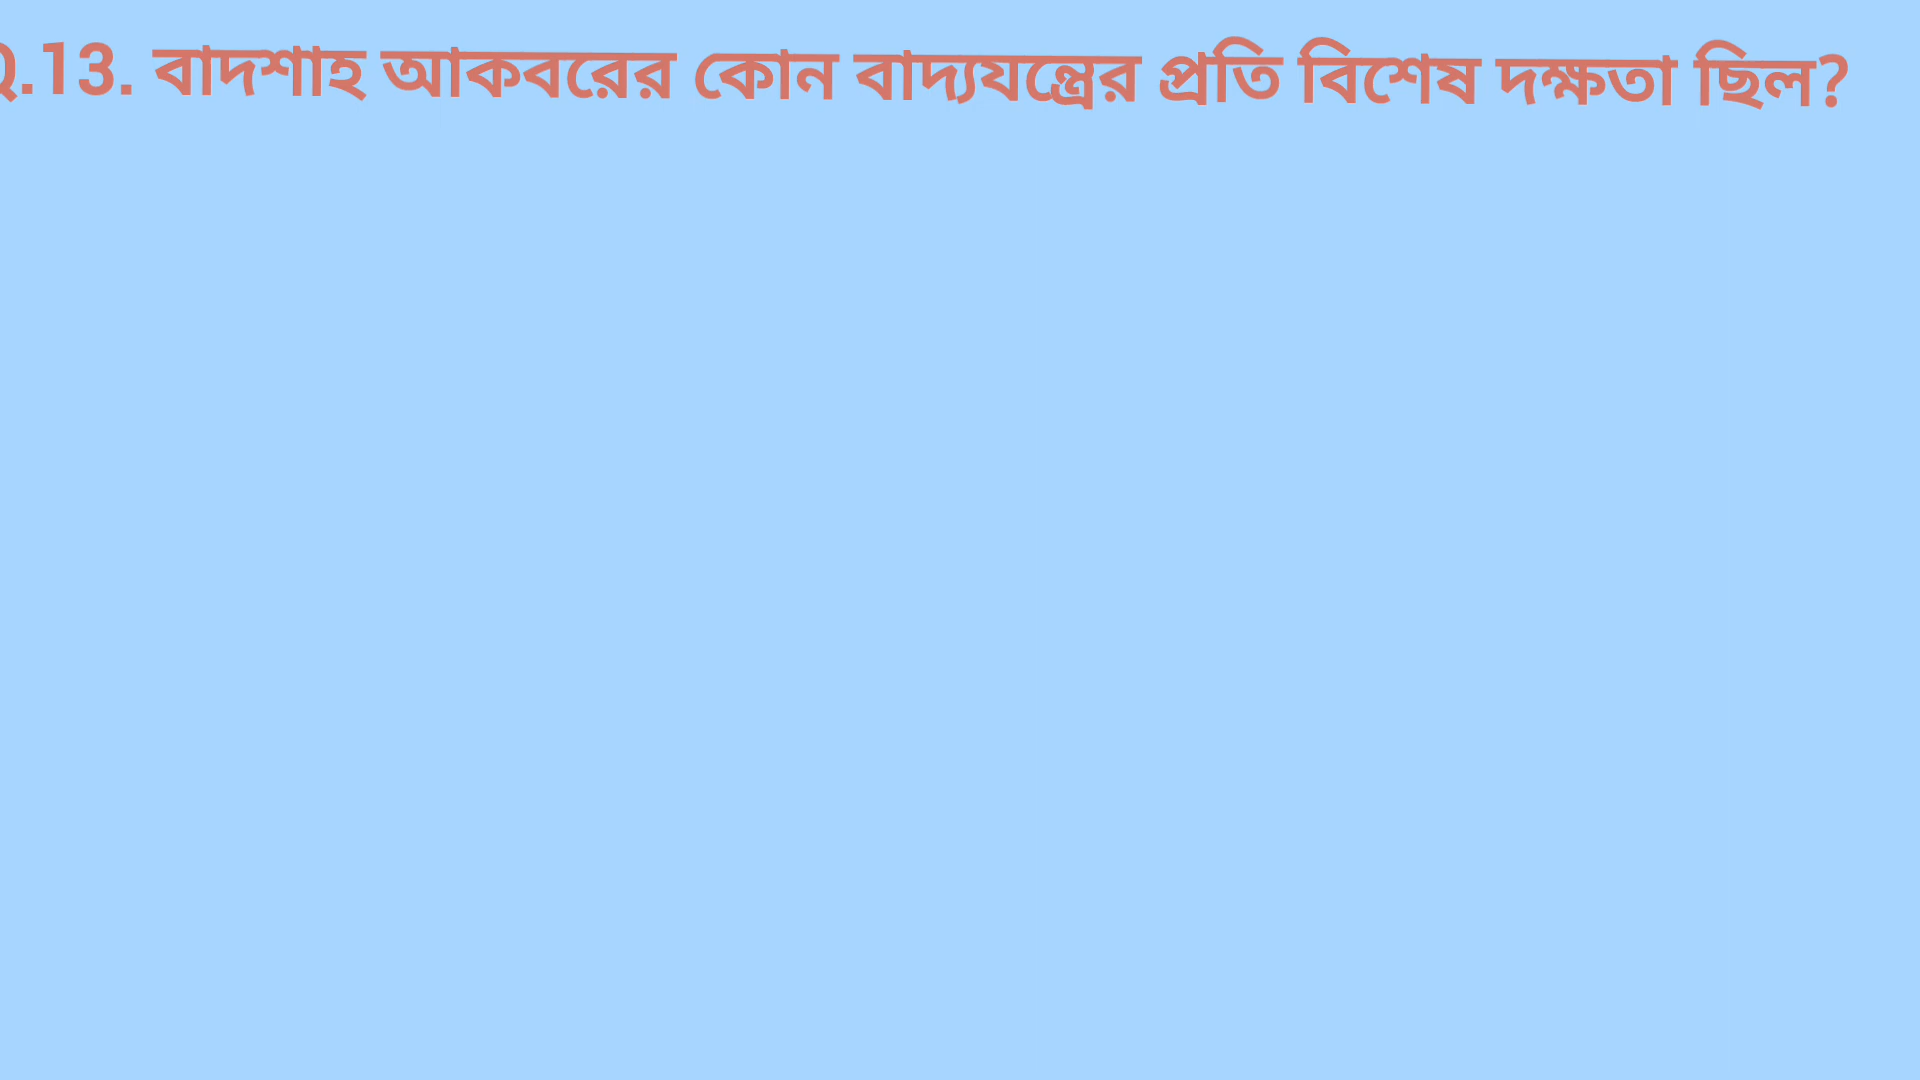 Q.13. বাদশাহ আকবরের কোন বাদ্যযন্ত্রের প্রতি বিশেষ দক্ষতা ছিল?